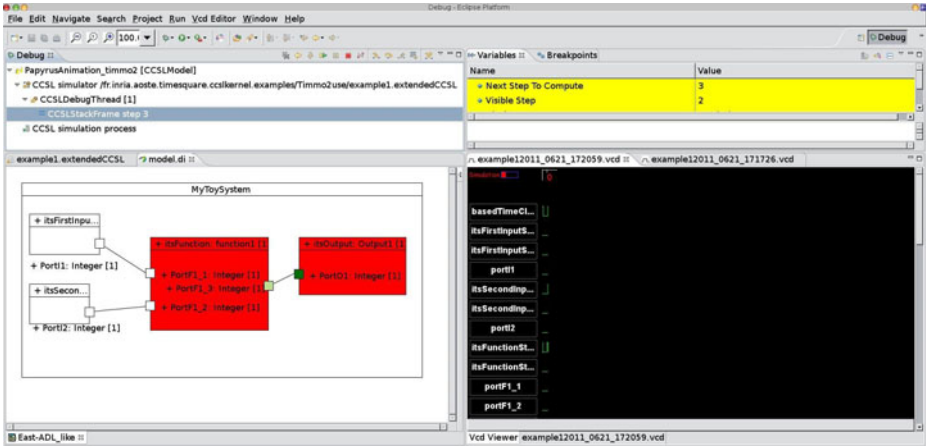 Debug - Eclipse Platform
File Edit Navigate Search Project Run Vcd Editor Window Help
100.(
Debug
Debug
PapyrusAnimation_timmo2 [CCSLModel]
CCSL simulator /fr.inria.aoste.timesquare.ccslkernel.examples/Timmo2use/example1.extendedCCSL
CCSLDebugThread [1]
CCSLStackFrame step 3
CCSL simulation process
Variables
Breakpoints
Name Value
Next Step To Compute 3
Visible Step 2
example1.extendedCCSL
model.di
MyToySystem
+ itsFirstInpu...
+ PortI1: Integer [1]
+ itsSecon...
+ PortI2: Integer [1]
+ itsFunction: function1 [1
+ PortF1_1: Integer [1]
+ PortF1_3: Integer [1]
+ PortF1_2: Integer [1]
+ itsOutput: Output1 [1
+ PortO1: Integer [1]
East-ADL_like
example12011_0621_172059.vcd
example12011_0621_171726.vcd
Simulation
0
basedTimeCl...
itsFirstInputS...
itsFirstInputS...
portI1
itsSecondInp...
itsSecondInp...
portI2
itsFunctionSt...
itsFunctionSt...
portF1_1
portF1_2
Vcd Viewer example12011_0621_172059.vcd